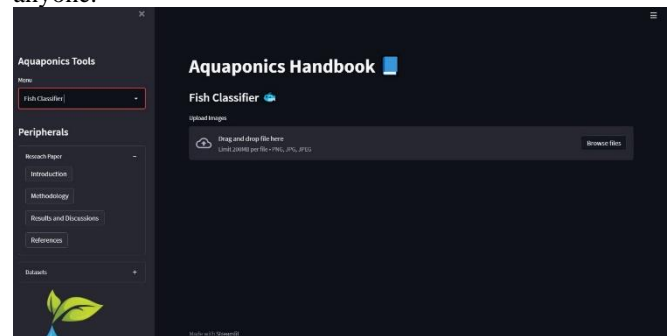 anyone.
×
☰
Aquaponics Tools
Menu
Fish Classifier
Peripherals
Reseach Paper
Introduction
Methodology
Results and Discussions
References
Datasets
Aquaponics Handbook
Fish Classifier
Upload Images
Drag and drop file here
Limit 200MB per file • PNG, JPG, JPEG
Browse files
Made with Streamlit